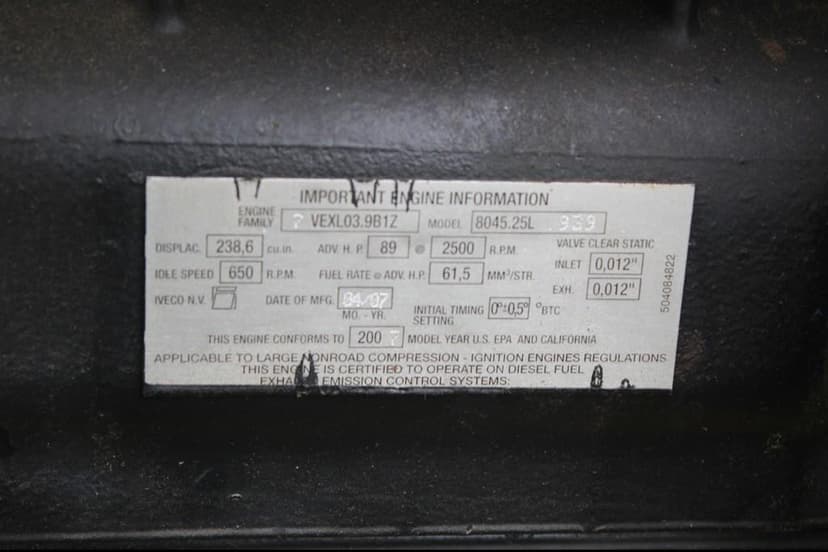 IMPORTANT ENGINE INFORMATION
ENGINE FAMILY 7 VEXL03.9B1Z MODEL 8045.25L .939
DISPLAC. 238,6 cu.in. ADV. H.P. 89 @ 2500 R.P.M. VALVE CLEAR STATIC
IDLE SPEED 650 R.P.M. FUEL RATE @ ADV. H.P. 61,5 MM³/STR. INLET 0,012"
EXH. 0,012"
IVECO N.V. DATE OF MFG. 04/07 INITIAL TIMING SETTING 0°±0,5° °BTC
MO. - YR.
THIS ENGINE CONFORMS TO 2007 MODEL YEAR U.S. EPA AND CALIFORNIA
APPLICABLE TO LARGE NONROAD COMPRESSION - IGNITION ENGINES REGULATIONS
THIS ENGINE IS CERTIFIED TO OPERATE ON DIESEL FUEL
EXHAUST EMISSION CONTROL SYSTEMS:
504084822